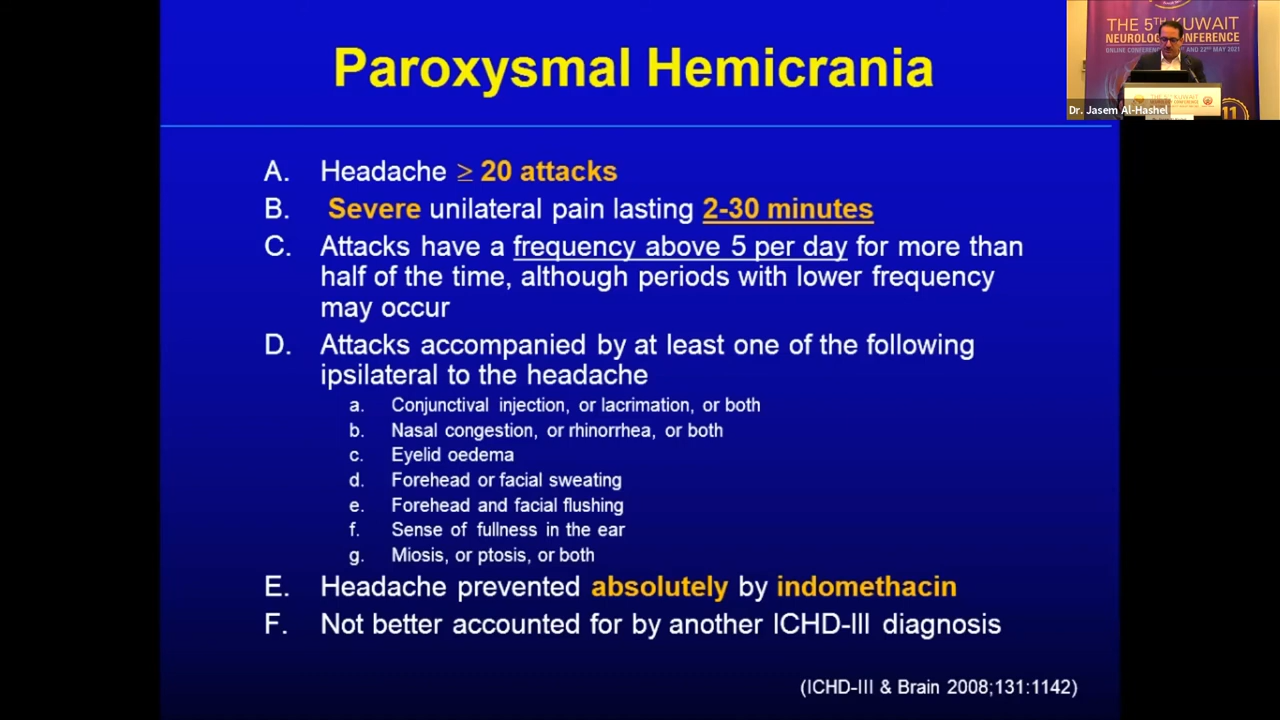 Paroxysmal Hemicrania
A. Headache ≥ 20 attacks
B. Severe unilateral pain lasting 2-30 minutes
C. Attacks have a frequency above 5 per day for more than
half of the time, although periods with lower frequency
may occur
D. Attacks accompanied by at least one of the following
ipsilateral to the headache
a. Conjunctival injection, or lacrimation, or both
b. Nasal congestion, or rhinorrhea, or both
c. Eyelid oedema
d. Forehead or facial sweating
e. Forehead and facial flushing
f. Sense of fullness in the ear
g. Miosis, or ptosis, or both
E. Headache prevented absolutely by indomethacin
F. Not better accounted for by another ICHD-III diagnosis
(ICHD-III & Brain 2008;131:1142)
THE 5TH KUWAIT
ONLINE
MAY 2021
11
Dr. Jasem Al-Hashel